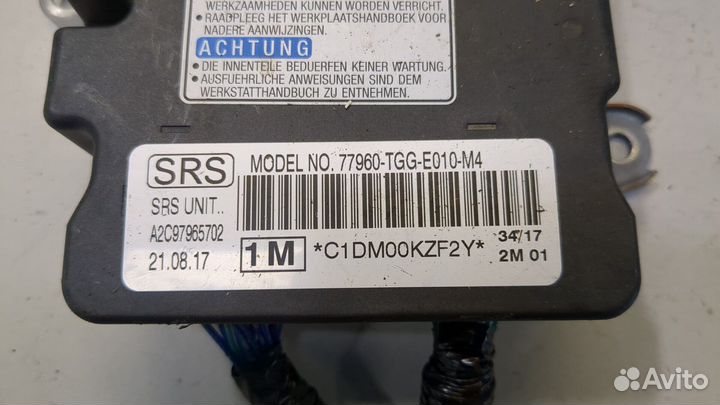 WERKZAAMHEDEN KUNNEN WORDEN VERRICHT.
• RAADPLEEG HET WERKPLAATSHANDBOEK VOOR
NADERE AANWIJZINGEN.
ACHTUNG
• DIE INNENTEILE BEDUERFEN KEINER WARTUNG.
• AUSFUEHRLICHE ANWEISUNGEN SIND DEM
WERKSTATTHANDBUCH ZU ENTNEHMEN.
SRS MODEL NO. 77960-TGG-E010-M4
SRS UNIT..
A2C97965702
21.08.17 1M *C1DM00KZF2Y* 34/17
2M 01
Avito